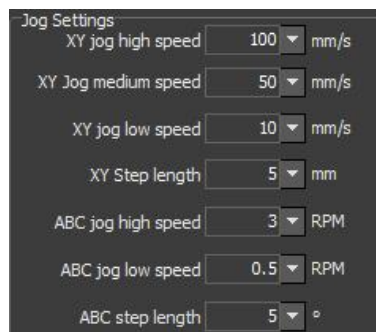 Jog Settings
XY jog high speed 100 mm/s
XY Jog medium speed 50 mm/s
XY jog low speed 10 mm/s
XY Step length 5 mm
ABC jog high speed 3 RPM
ABC jog low speed 0.5 RPM
ABC step length 5 °